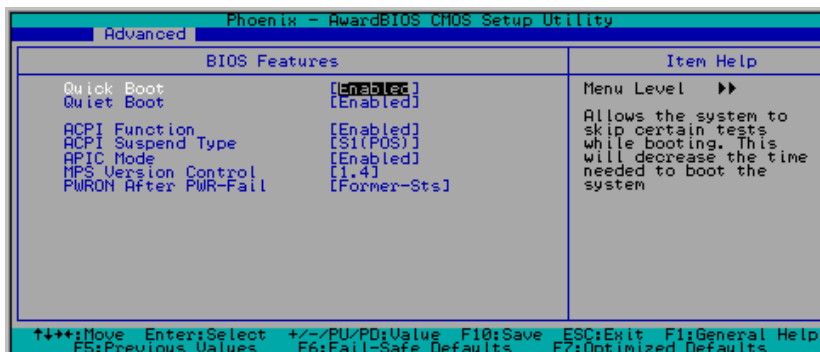 Phoenix - AwardBIOS CMOS Setup Utility
Advanced
BIOS Features
Item Help
Quick Boot [Enabled]
Quiet Boot [Enabled]
ACPI Function [Enabled]
ACPI Suspend Type [S1(POS)]
APIC Mode [Enabled]
MPS Version Control [1.4]
PWRON After PWR-Fail [Former-Sts]
Menu Level ▸▸
Allows the system to
skip certain tests
while booting. This
will decrease the time
needed to boot the
system
↑↓→←:Move Enter:Select +/-/PU/PD:Value F10:Save ESC:Exit F1:General Help
F5:Previous Values F6:Fail-Safe Defaults F7:Optimized Defaults